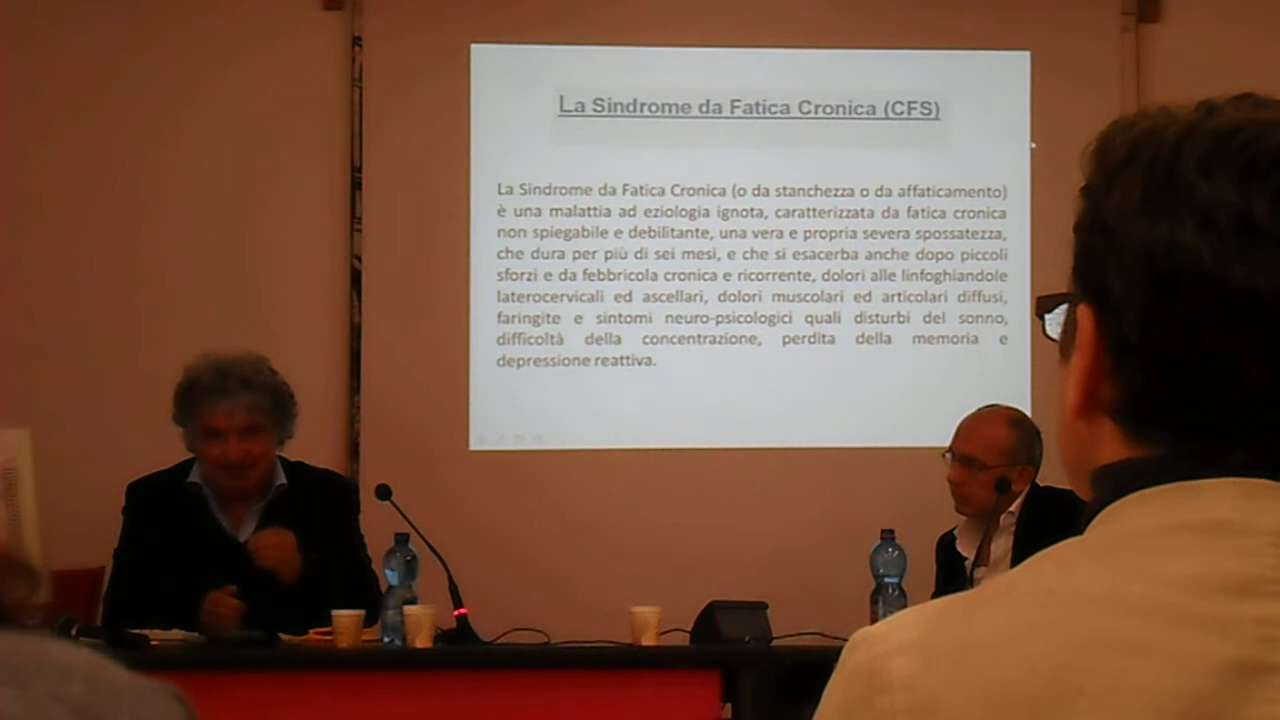 La Sindrome da Fatica Cronica (CFS)
La Sindrome da Fatica Cronica (o da stanchezza o da affaticamento)
è una malattia ad eziologia ignota, caratterizzata da fatica cronica
non spiegabile e debilitante, una vera e propria severa spossatezza,
che dura per più di sei mesi, e che si esacerba anche dopo piccoli
sforzi e da febbricola cronica e ricorrente, dolori alle linfoghiandole
laterocervicali ed ascellari, dolori muscolari ed articolari diffusi,
faringite e sintomi neuro-psicologici quali disturbi del sonno,
difficoltà della concentrazione, perdita della memoria e
depressione reattiva.